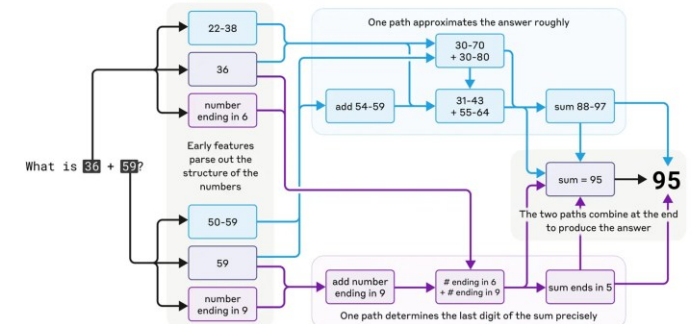 One path approximates the answer roughly
22-38
30-70
+ 30-80
36
number
ending in 6
add 54-59
31-43
+ 55-64
sum 88-97
Early features
parse out the
structure of the
numbers
What is 36 + 59?
sum = 95
95
The two paths combine at the end
to produce the answer
50-59
59
number
ending in 9
add number
ending in 9
# ending in 6
+ # ending in 9
sum ends in 5
One path determines the last digit of the sum precisely